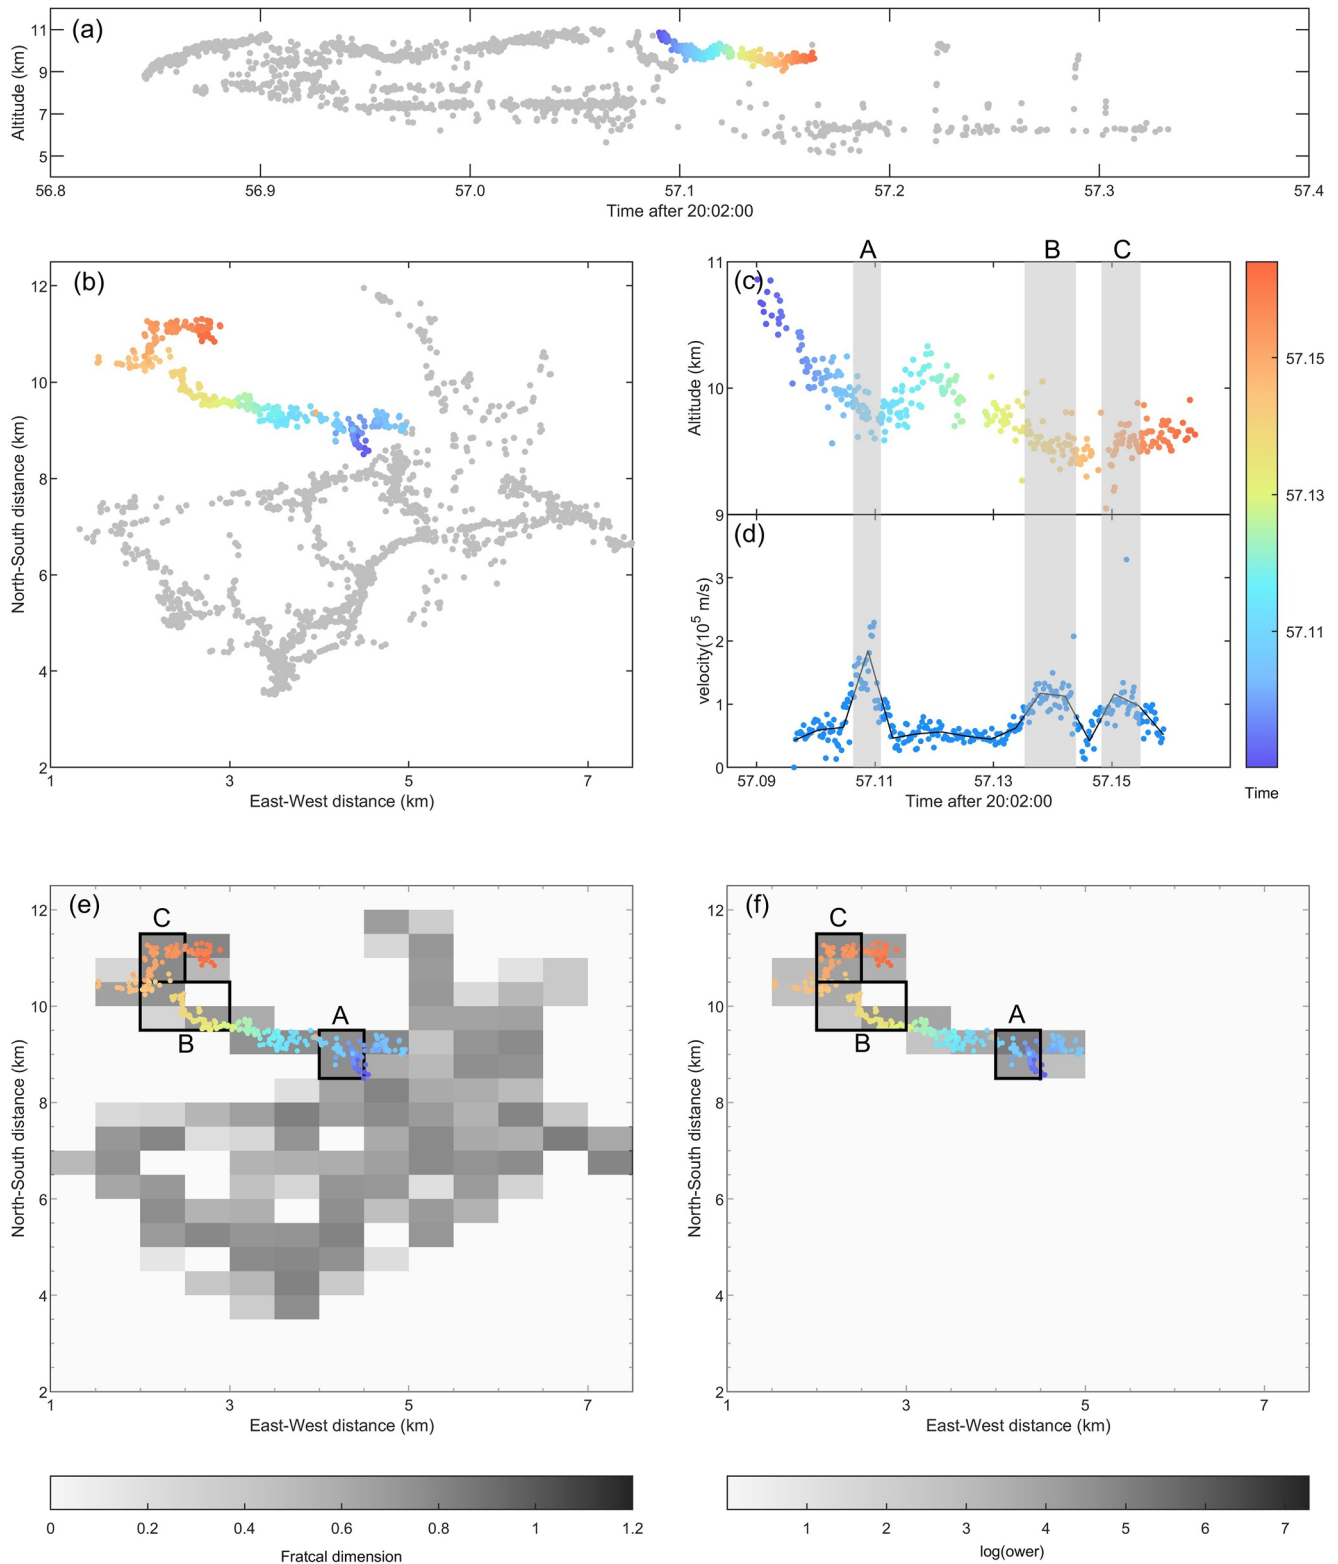 (a)
Altitude (km)
11
9
7
5
56.8 56.9 57.0 57.1 57.2 57.3 57.4
Time after 20:02:00
(b)
North-South distance (km)
12
10
8
6
4
2
1 3 5 7
East-West distance (km)
A B C
(c)
Altitude (km)
11
10
9
(d)
velocity(10⁵ m/s)
3
2
1
0
57.09 57.11 57.13 57.15
Time after 20:02:00
57.15
57.13
57.11
Time
(e)
North-South distance (km)
12
10
8
6
4
2
C
A
B
1 3 5 7
East-West distance (km)
(f)
North-South distance (km)
12
10
8
6
4
2
C
A
B
1 3 5 7
East-West distance (km)
0 0.2 0.4 0.6 0.8 1 1.2
Fratcal dimension
1 2 3 4 5 6 7
log(ower)